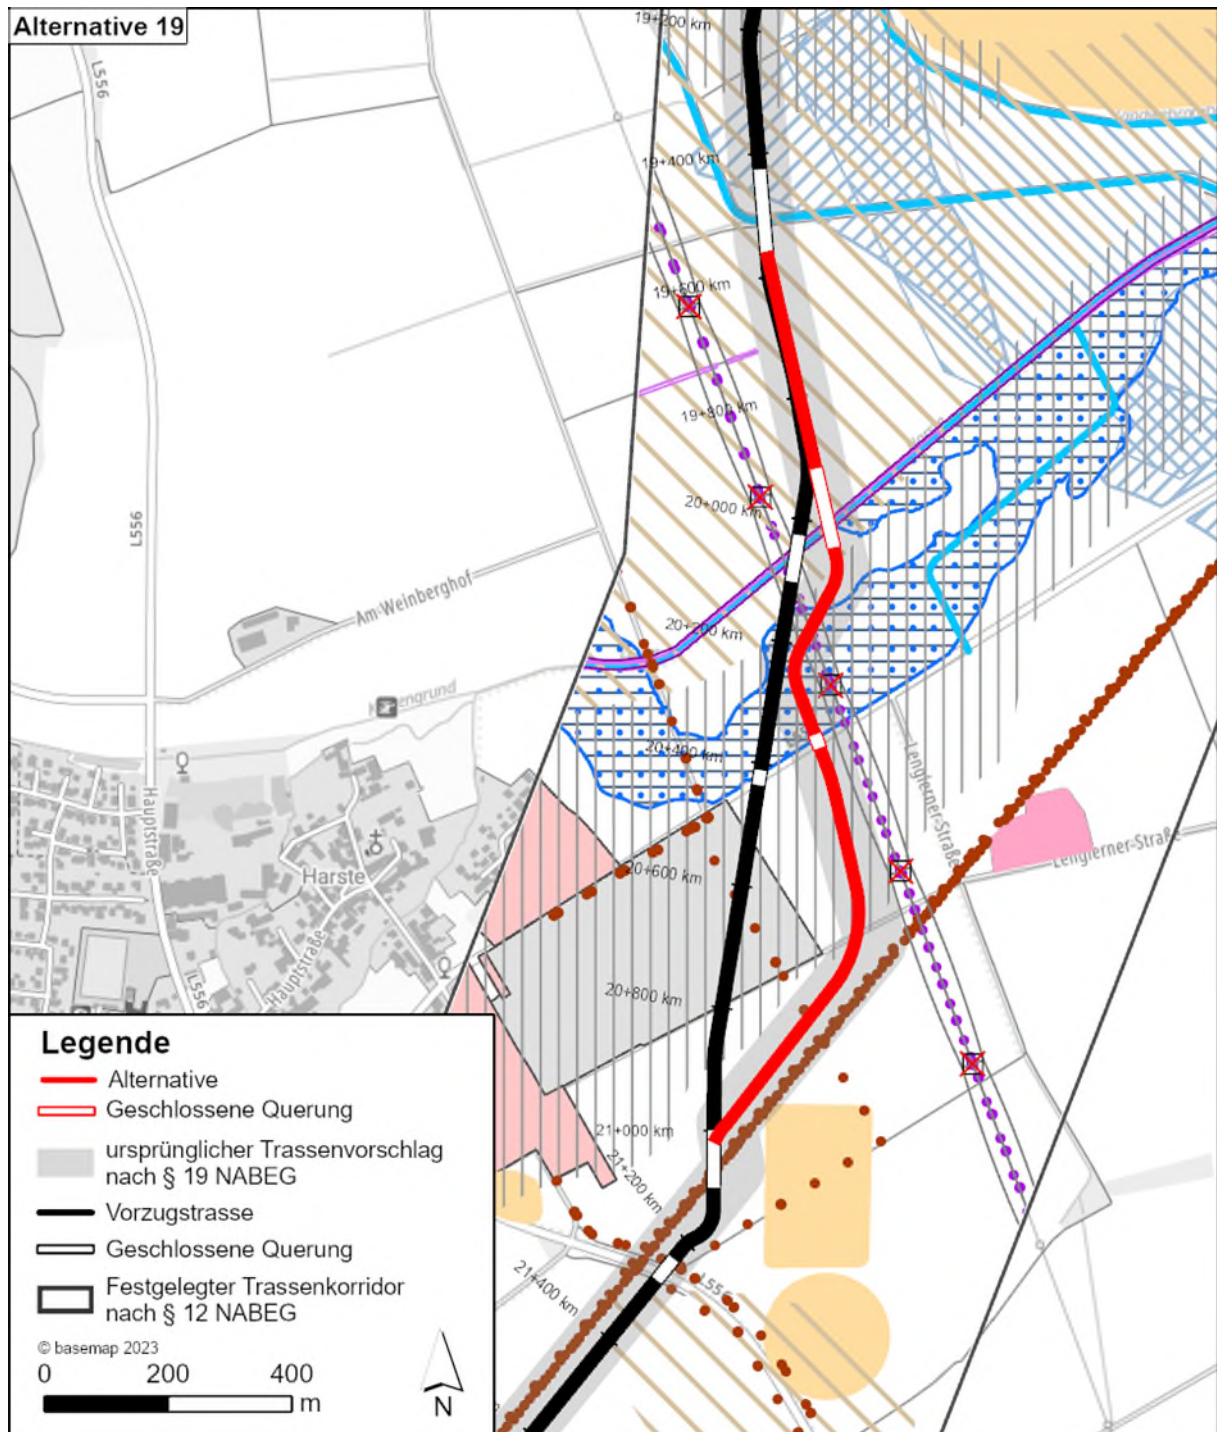 Alternative 19
19+200 km
L556
19+400 km
19+600 km
19+800 km
L556
20+000 km
Am-Weinberghof
20+200 km
20+400 km
Lenglerner-Straße
Lenglerner-Straße
Hauptstraße
20+600 km
Harste
Hauptstraße
L556
20+800 km
21+000 km
21+200 km
L556
21+400 km
Legende
Alternative
Geschlossene Querung
ursprünglicher Trassenvorschlag
nach § 19 NABEG
Vorzugstrasse
Geschlossene Querung
Festgelegter Trassenkorridor
nach § 12 NABEG
© basemap 2023
0 200 400
m
N